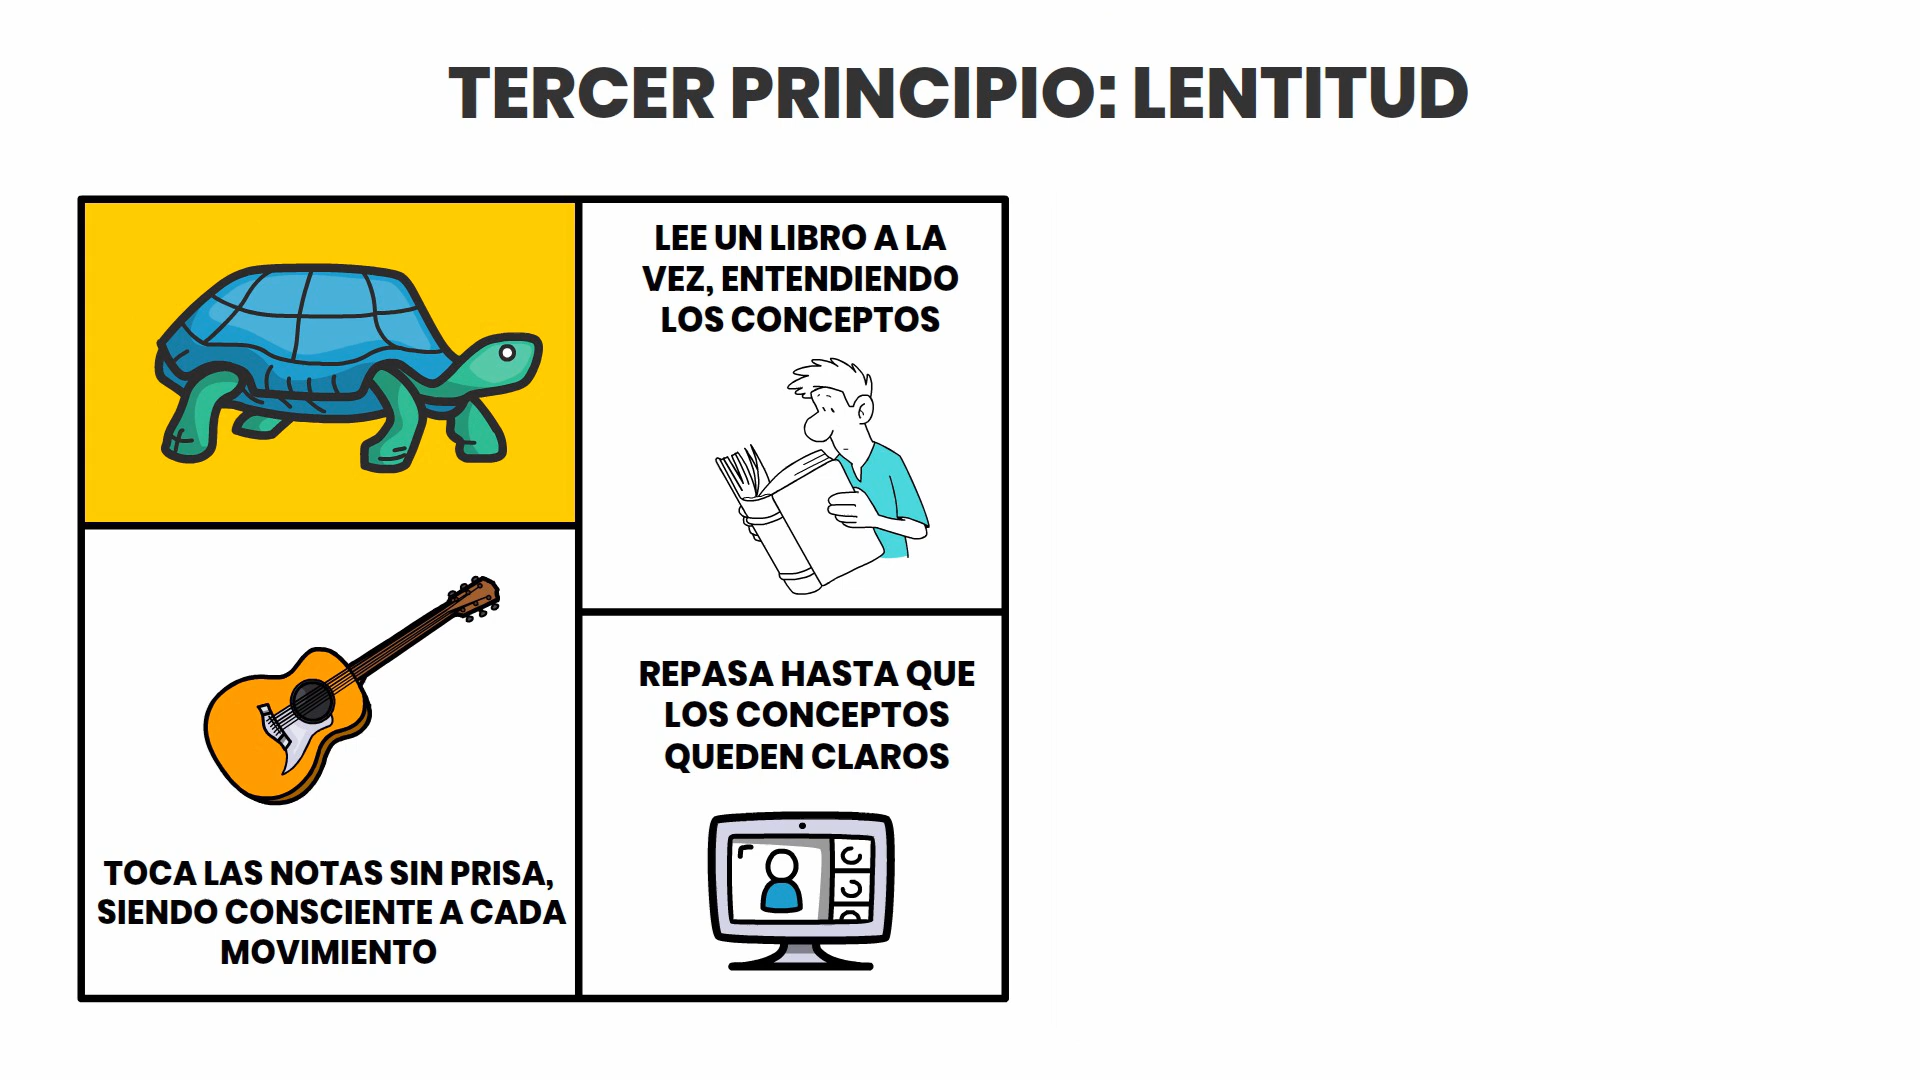 TERCER PRINCIPIO: LENTITUD
LEE UN LIBRO A LA
VEZ, ENTENDIENDO
LOS CONCEPTOS
TOCA LAS NOTAS SIN PRISA,
SIENDO CONSCIENTE A CADA
MOVIMIENTO
REPASA HASTA QUE
LOS CONCEPTOS
QUEDEN CLAROS